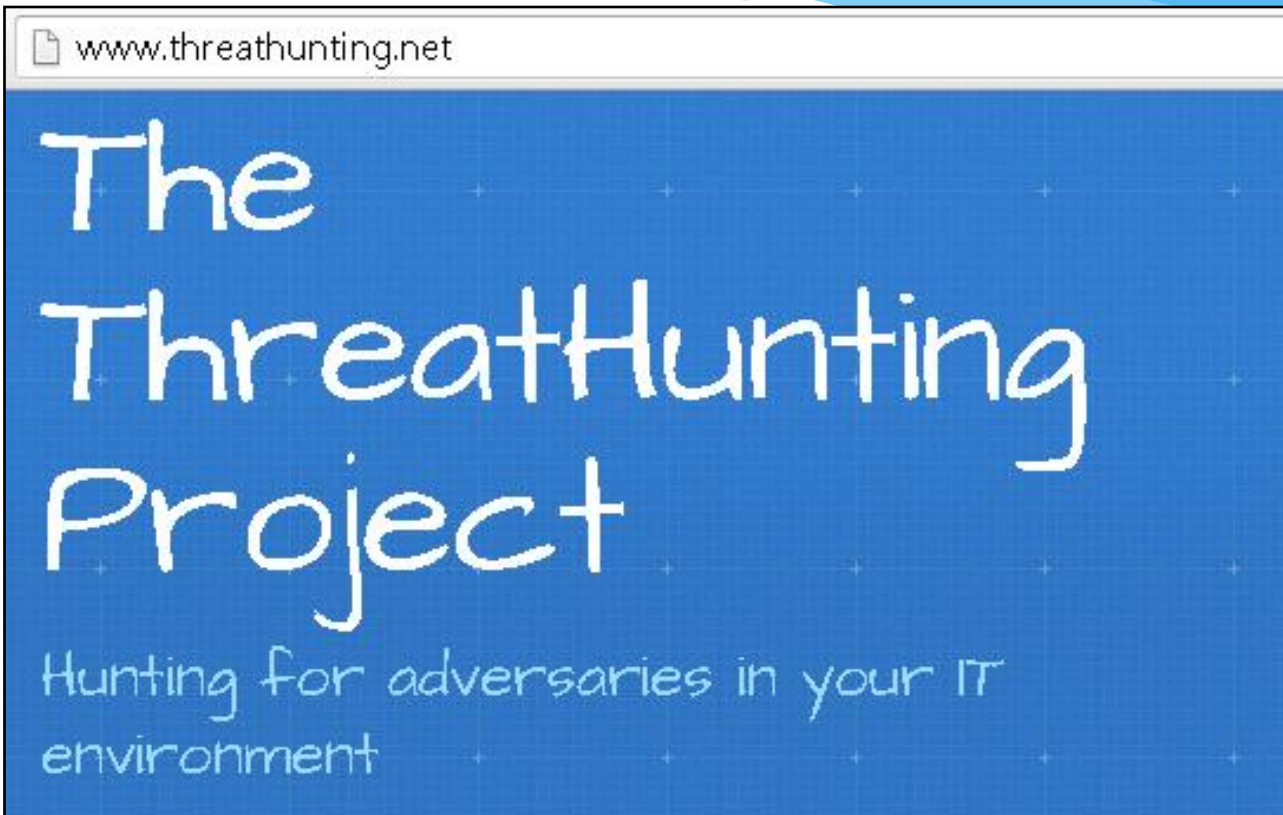 www.threathunting.net
The
ThreatHunting
Project
Hunting for adversaries in your IT
environment